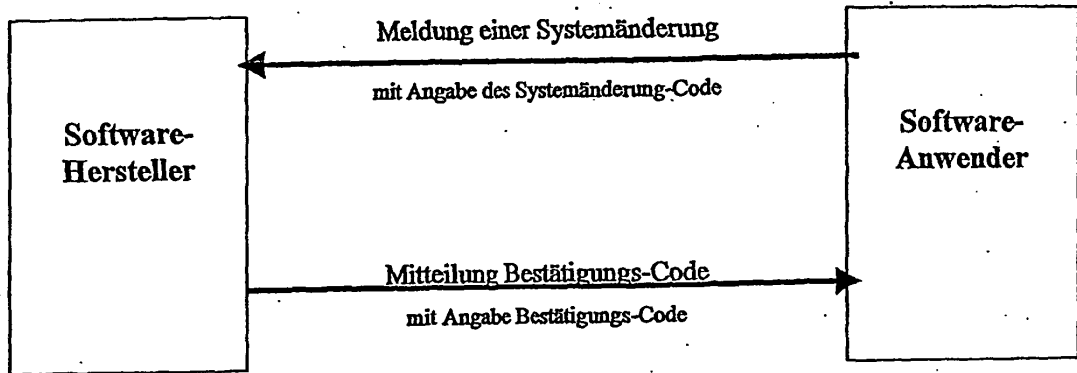 Meldung einer Systemänderung
mit Angabe des Systemänderung-Code
Software-
Hersteller
Software-
Anwender
Mitteilung Bestätigungs-Code
mit Angabe Bestätigungs-Code